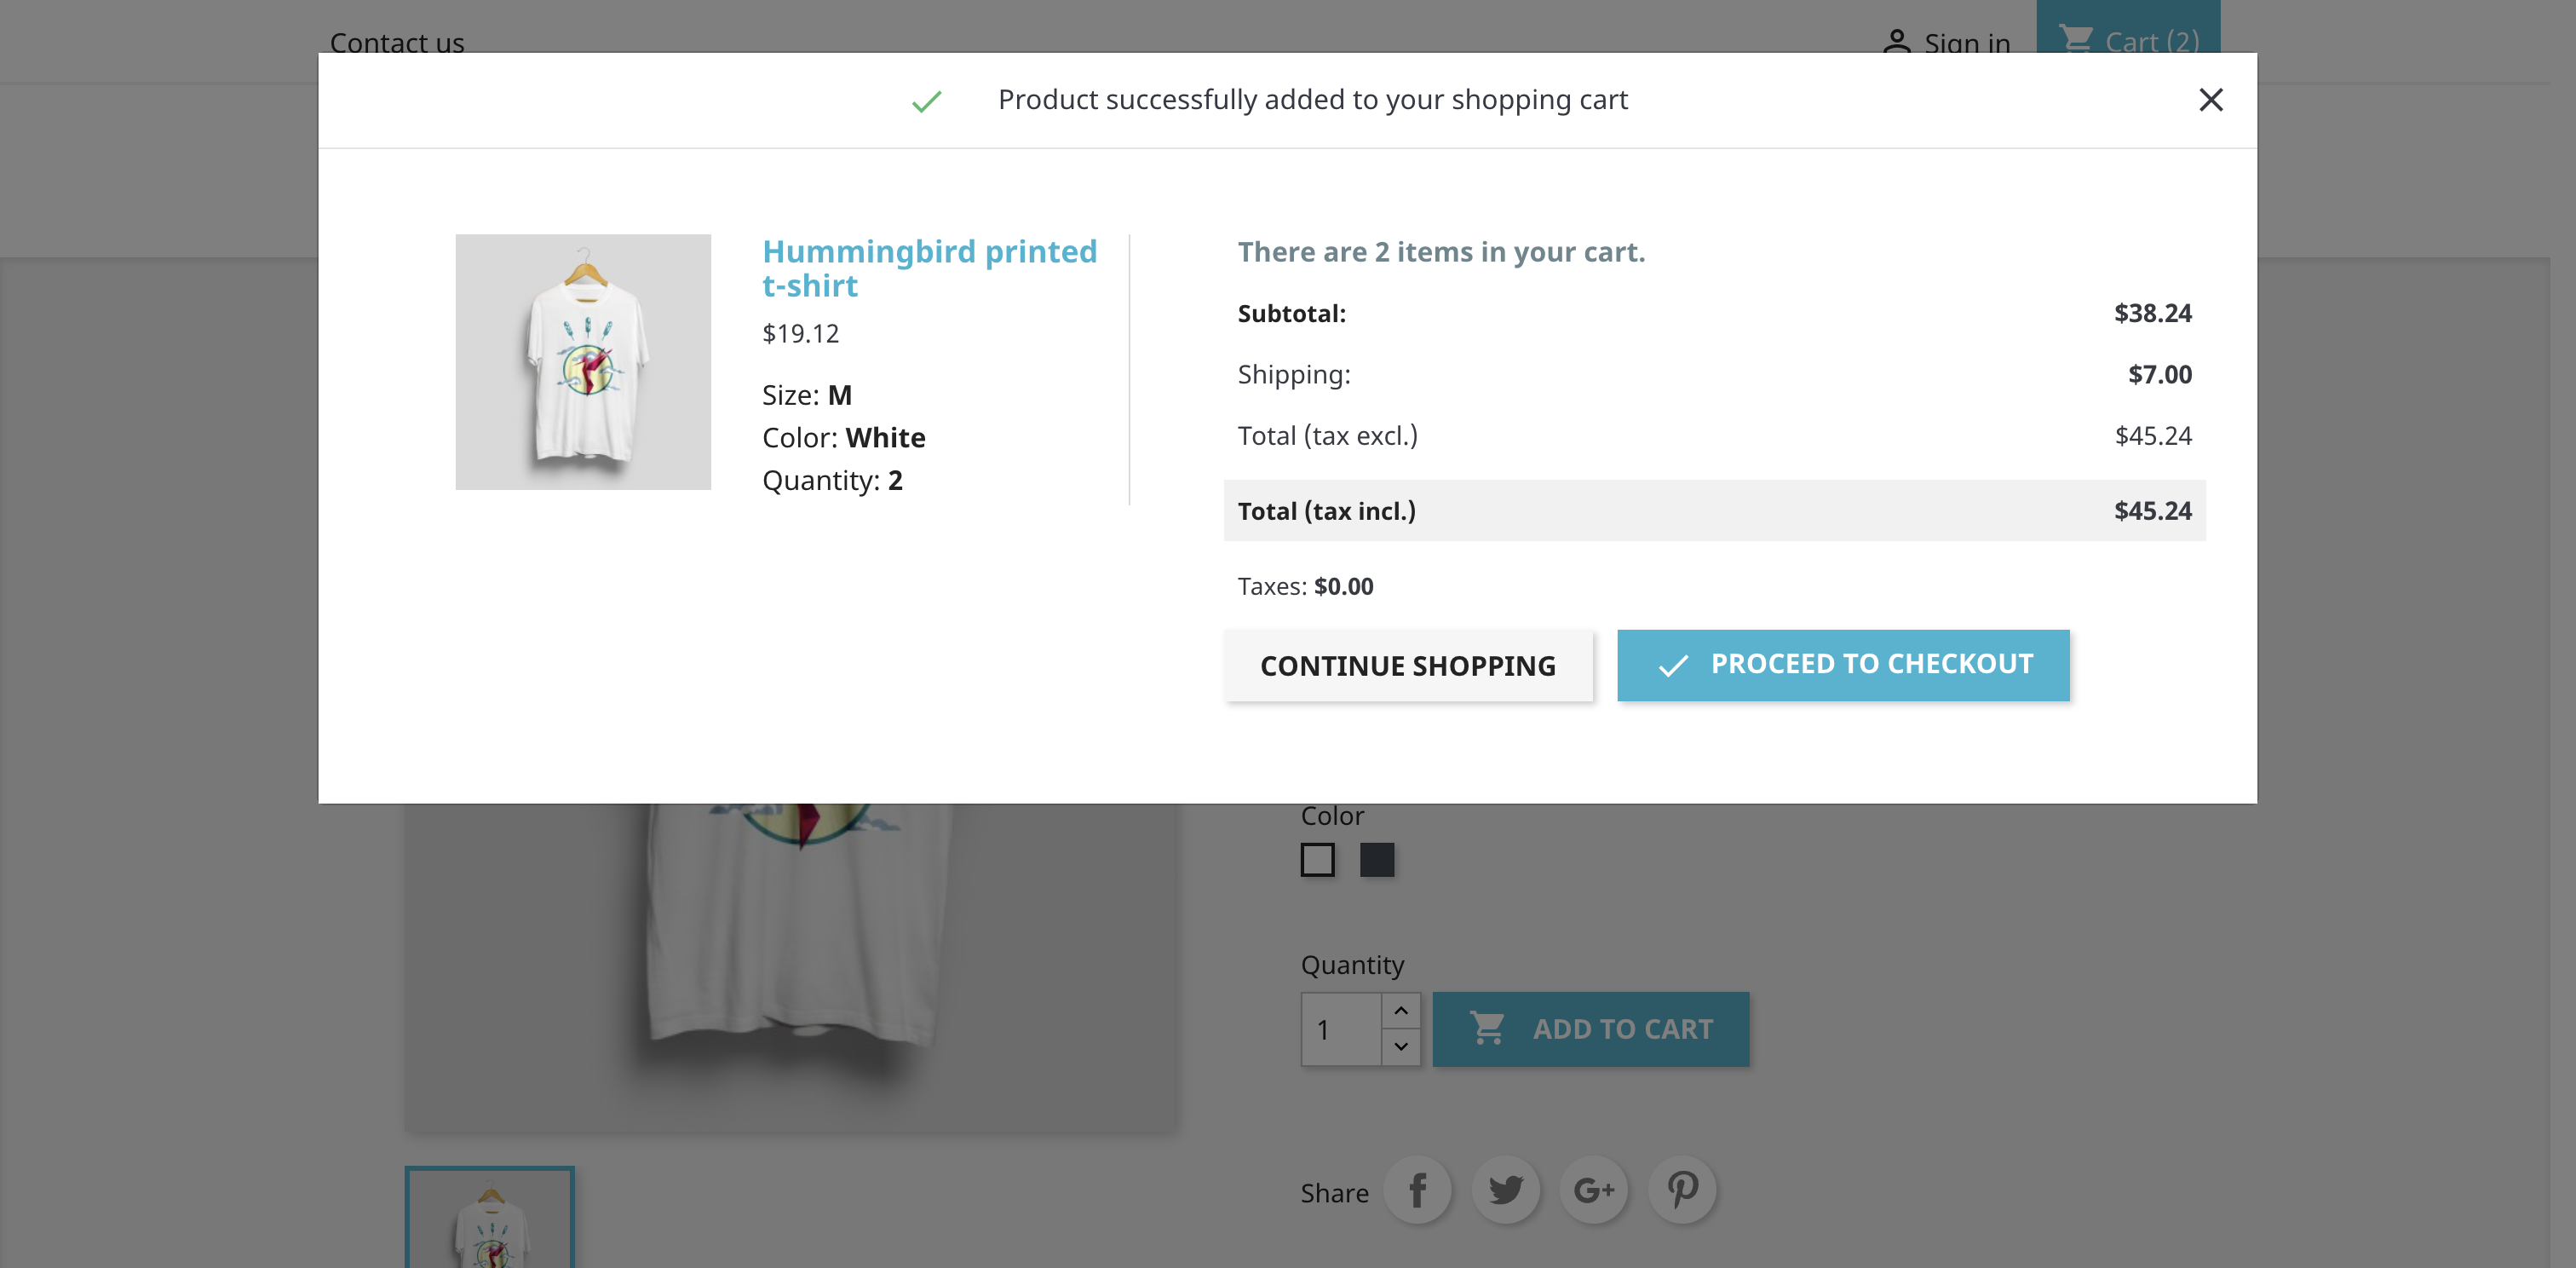 Contact us
Sign in
Cart (2)
Product successfully added to your shopping cart
Hummingbird printed
t-shirt
$19.12
Size: M
Color: White
Quantity: 2
There are 2 items in your cart.
Subtotal: $38.24
Shipping: $7.00
Total (tax excl.) $45.24
Total (tax incl.) $45.24
Taxes: $0.00
CONTINUE SHOPPING
PROCEED TO CHECKOUT
Color
Quantity
1
ADD TO CART
Share